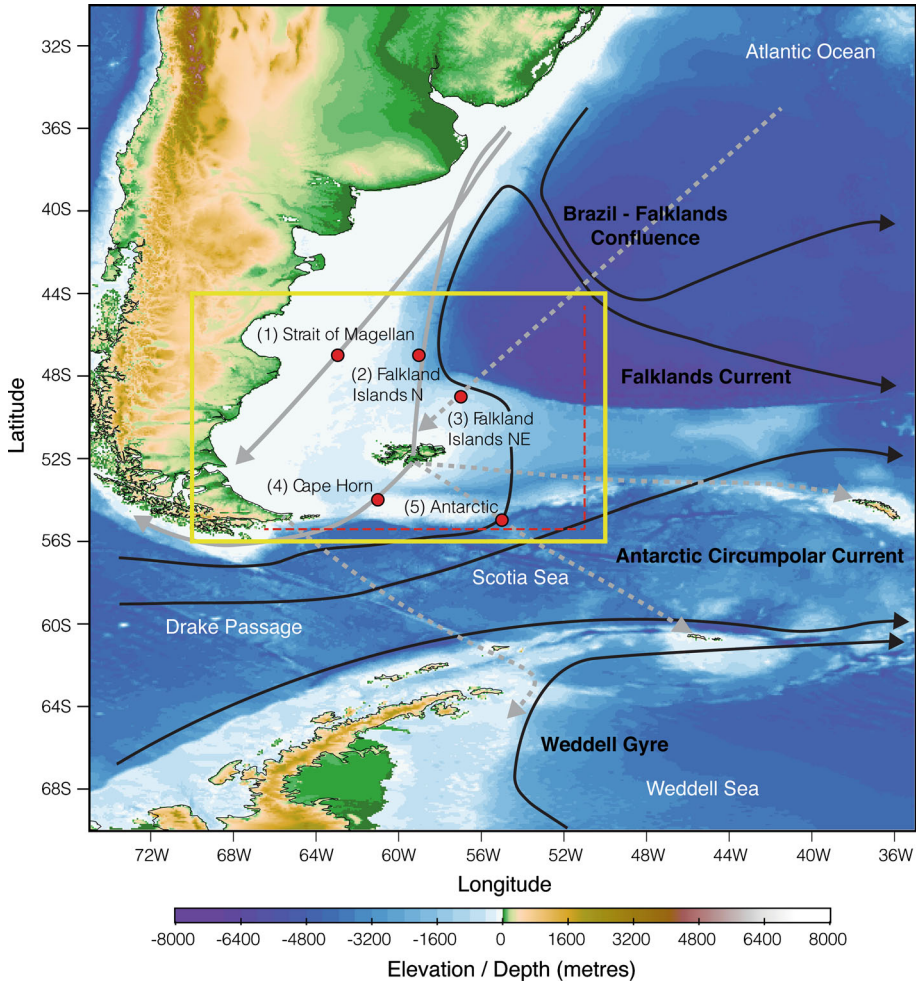 32S
36S
40S
44S
48S
52S
56S
60S
64S
68S
Latitude
Atlantic Ocean
Brazil - Falklands
Confluence
(1) Strait of Magellan
(2) Falkland
Islands N
Falklands Current
(3) Falkland
Islands NE
(4) Cape Horn
(5) Antarctic
Antarctic Circumpolar Current
Scotia Sea
Drake Passage
Weddell Gyre
Weddell Sea
72W 68W 64W 60W 56W 52W 48W 44W 40W 36W
Longitude
-8000 -6400 -4800 -3200 -1600 0 1600 3200 4800 6400 8000
Elevation / Depth (metres)